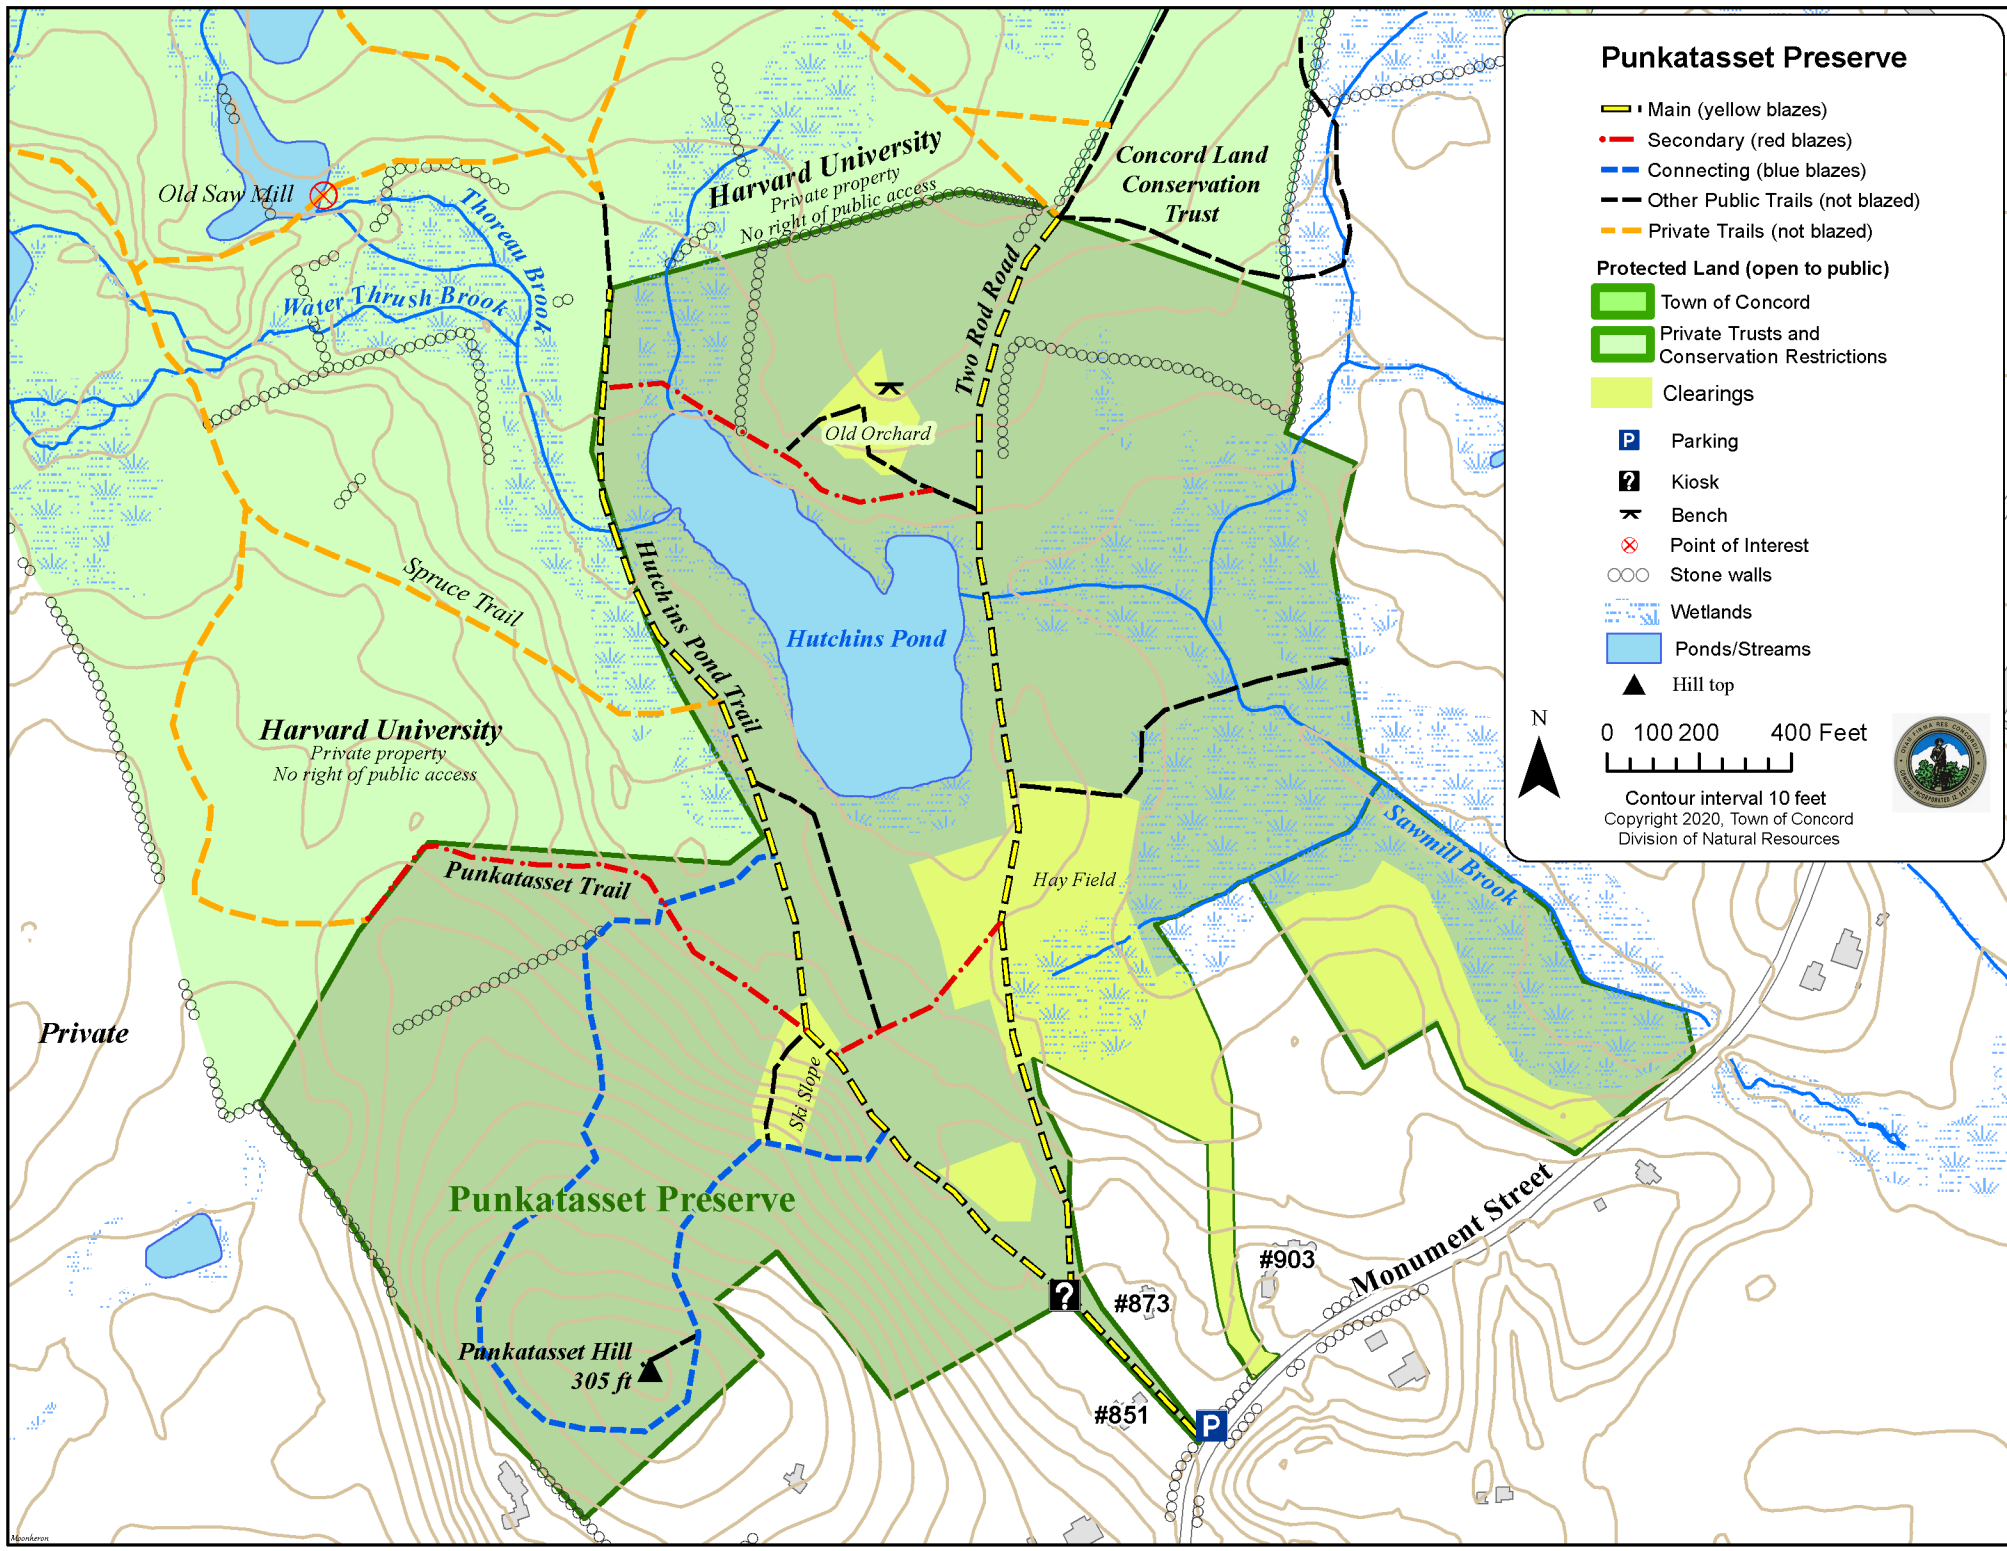 Punkatasset Preserve
Main (yellow blazes)
Secondary (red blazes)
Connecting (blue blazes)
Other Public Trails (not blazed)
Private Trails (not blazed)
Protected Land (open to public)
Town of Concord
Private Trusts and
Conservation Restrictions
Clearings
P
Parking
?
Kiosk
Bench
Point of Interest
Stone walls
Wetlands
Ponds/Streams
Hill top
N
0 100 200 400 Feet
Contour interval 10 feet
Copyright 2020, Town of Concord
Division of Natural Resources
Harvard University
Private property
No right of public access
Concord Land
Conservation
Trust
Old Saw Mill
Thoreau Brook
Water Thrush Brook
Two Rod Road
Old Orchard
Spruce Trail
Hutchins Pond Trail
Hutchins Pond
Harvard University
Private property
No right of public access
Sawmill Brook
Punkatasset Trail
Hay Field
Private
Ski Slope
Punkatasset Preserve
Monument Street
#903
#873
?
Punkatasset Hill
305 ft
#851
P
Moonheron